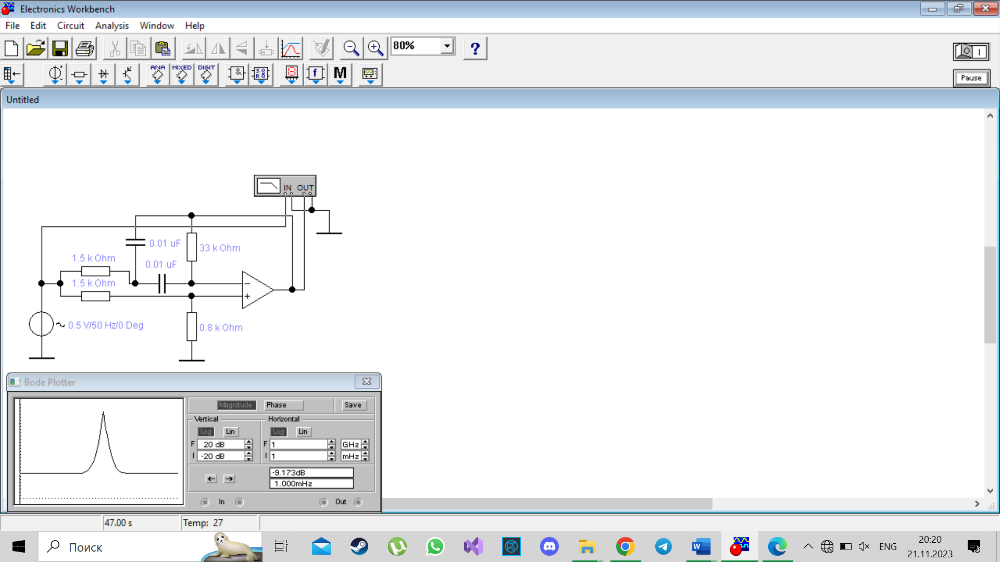 Electronics Workbench
File Edit Circuit Analysis Window Help
80%
?
ANA MIXED DIGIT
M
Pause
Untitled
IN OUT
0.01 uF
33 k Ohm
1.5 k Ohm
0.01 uF
1.5 k Ohm
0.5 V/50 Hz/0 Deg
0.8 k Ohm
Bode Plotter
Magnitude Phase Save
Vertical Horizontal
Log Lin Log Lin
F 20 dB F 1 GHz
I -20 dB I 1 mHz
-9.173dB
1.000mHz
In Out
47.00 s Temp: 27
Поиск
ENG
20:20
21.11.2023